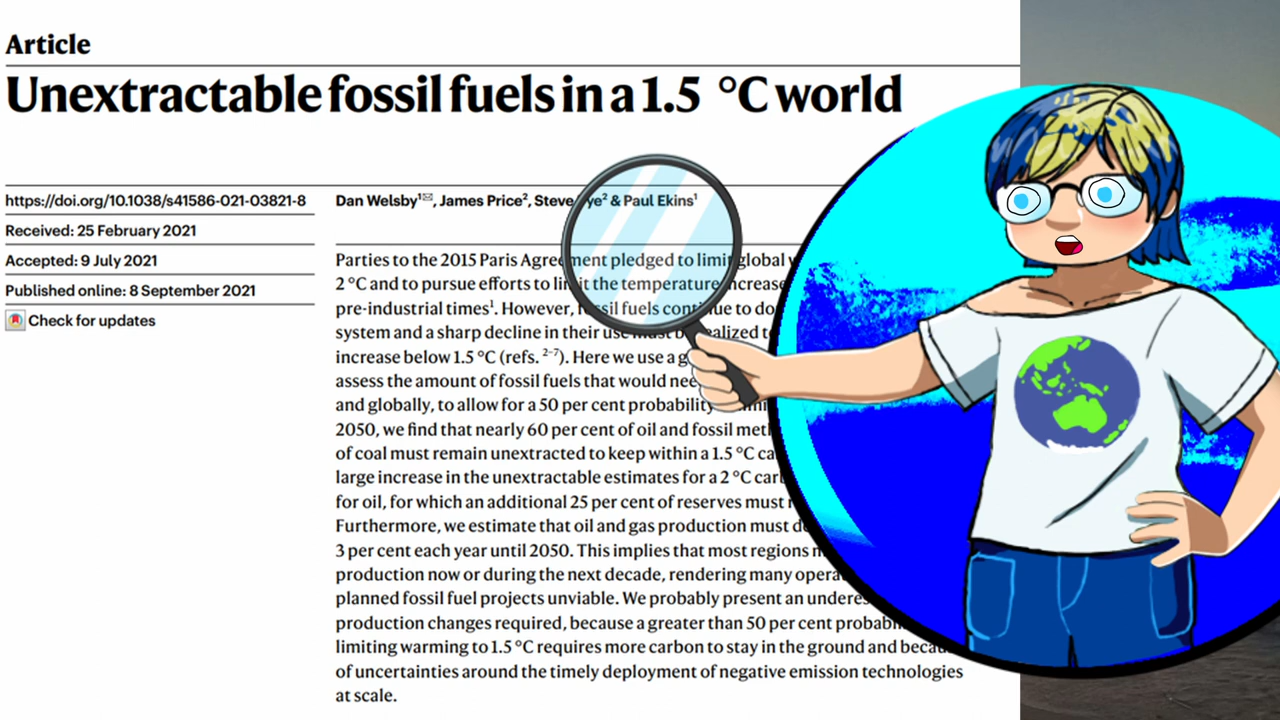 Article
Unextractable fossil fuels in a 1.5 °C world
https://doi.org/10.1038/s41586-021-03821-8
Received: 25 February 2021
Accepted: 9 July 2021
Published online: 8 September 2021
Check for updates
Dan Welsby¹✉, James Price², Steve ye² & Paul Ekins¹
Parties to the 2015 Paris Agreement pledged to limit global
2 °C and to pursue efforts to limit the temperature increase
pre-industrial times¹. However, fossil fuels continue to do
system and a sharp decline in their use must be realized to
increase below 1.5 °C (refs. ²⁻⁷). Here we use a g
assess the amount of fossil fuels that would nee
and globally, to allow for a 50 per cent probability
2050, we find that nearly 60 per cent of oil and fossil met
of coal must remain unextracted to keep within a 1.5 °C ca
large increase in the unextractable estimates for a 2 °C car
for oil, for which an additional 25 per cent of reserves must
Furthermore, we estimate that oil and gas production must de
3 per cent each year until 2050. This implies that most regions
production now or during the next decade, rendering many opera
planned fossil fuel projects unviable. We probably present an underes
production changes required, because a greater than 50 per cent probabi
limiting warming to 1.5 °C requires more carbon to stay in the ground and becau
of uncertainties around the timely deployment of negative emission technologies
at scale.